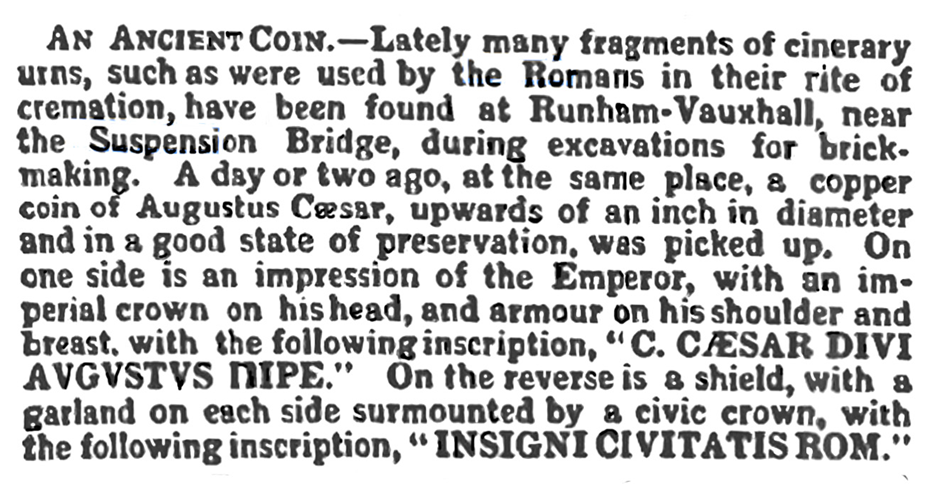 AN ANCIENT COIN.—Lately many fragments of cinerary
urns, such as were used by the Romans in their rite of
cremation, have been found at Runham-Vauxhall, near
the Suspension Bridge, during excavations for brick-
making. A day or two ago, at the same place, a copper
coin of Augustus Cæsar, upwards of an inch in diameter
and in a good state of preservation, was picked up. On
one side is an impression of the Emperor, with an im-
perial crown on his head, and armour on his shoulder and
breast, with the following inscription, "C. CÆSAR DIVI
AVGVSTVS ΠIPE." On the reverse is a shield, with a
garland on each side surmounted by a civic crown, with
the following inscription, "INSIGNI CIVITATIS ROM."